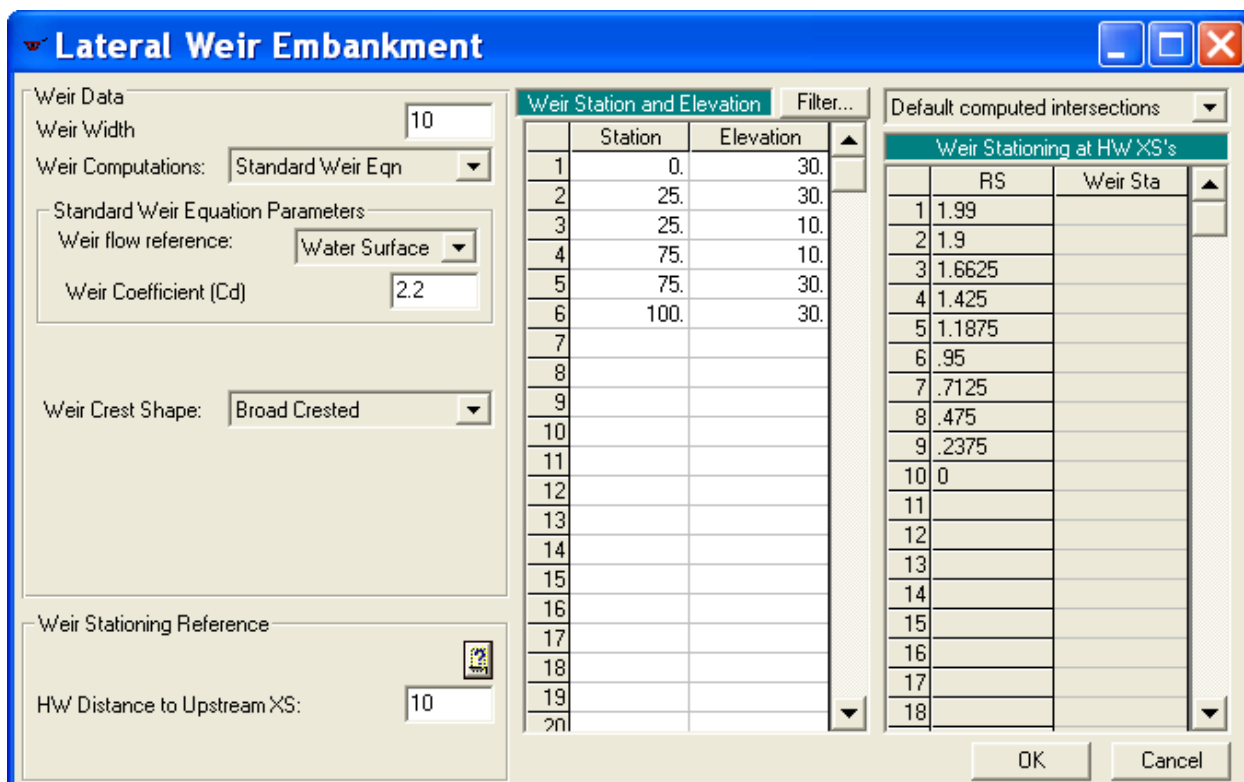 Lateral Weir Embankment
Weir Data
Weir Width 10
Weir Computations: Standard Weir Eqn
Standard Weir Equation Parameters
Weir flow reference: Water Surface
Weir Coefficient (Cd) 2.2
Weir Crest Shape: Broad Crested
Weir Stationing Reference
HW Distance to Upstream XS: 10
Weir Station and Elevation Filter...
Station Elevation
1 0. 30.
2 25. 30.
3 25. 10.
4 75. 10.
5 75. 30.
6 100. 30.
7
8
9
10
11
12
13
14
15
16
17
18
19
20
Default computed intersections
Weir Stationing at HW XS's
RS Weir Sta
1 1.99
2 1.9
3 1.6625
4 1.425
5 1.1875
6 .95
7 .7125
8 .475
9 .2375
10 0
11
12
13
14
15
16
17
18
OK Cancel